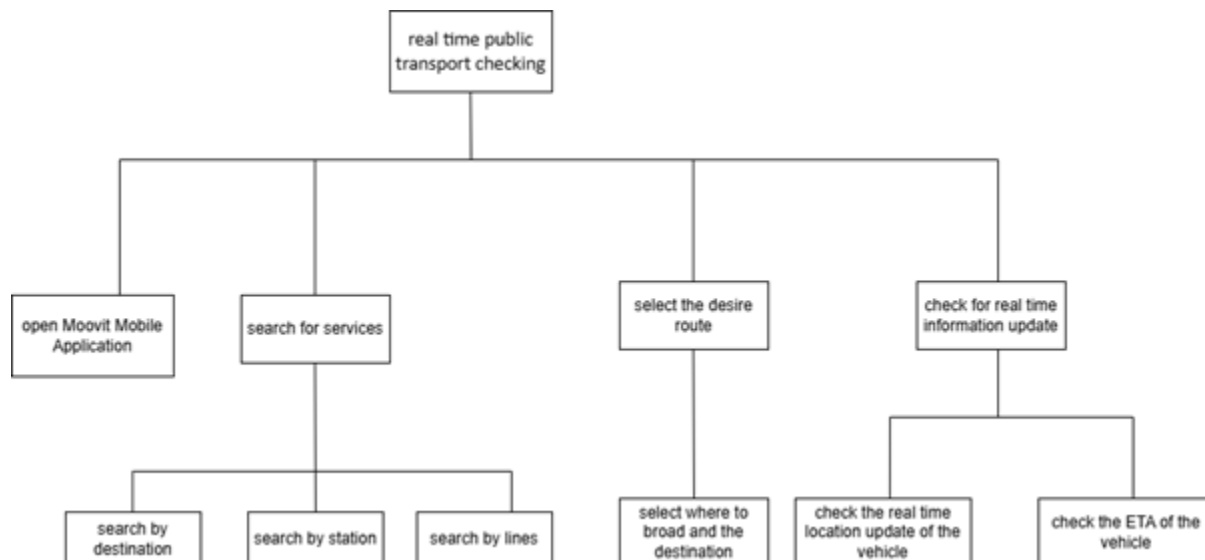 real time public
transport checking
open Moovit Mobile
Application
search for services
select the desire
route
check for real time
information update
search by
destination
search by station
search by lines
select where to
broad and the
destination
check the real time
location update of the
vehicle
check the ETA of the
vehicle